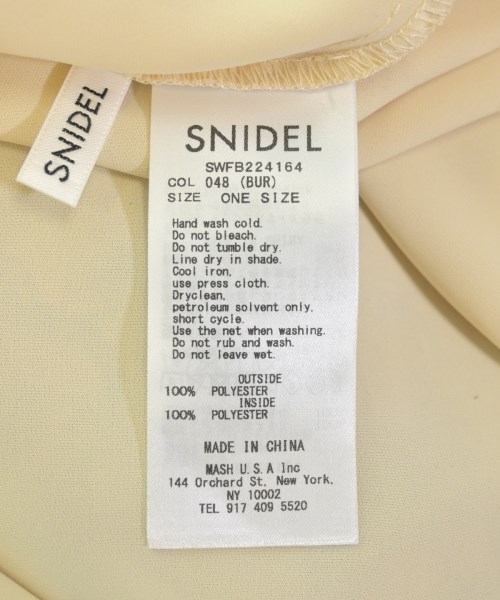 SNIDEL
SNIDEL
SWFB224164
COL 048 (BUR)
SIZE ONE SIZE
Hand wash cold.
Do not bleach.
Do not tumble dry.
Line dry in shade.
Cool iron,
use press cloth.
Dryclean,
petroleum solvent only,
short cycle.
Use the net when washing.
Do not rub and wash.
Do not leave wet.
OUTSIDE
100% POLYESTER
INSIDE
100% POLYESTER
MADE IN CHINA
MASH U.S.A Inc
144 Orchard St. New York.
NY 10002
TEL 917 409 5520